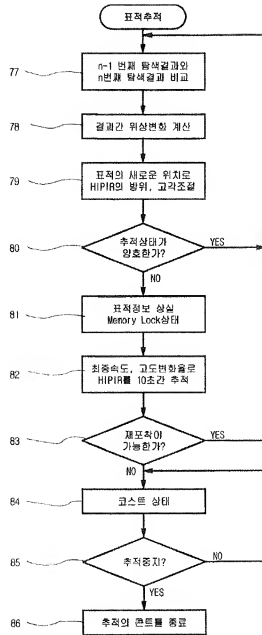 표적추적
77
n-1 번째 탐색결과와
n번째 탐색결과 비교
78
결과간 위상변화 계산
79
표적의 새로운 위치로
HIPIR의 방위, 고각조절
80
추적상태가
양호한가?
YES
NO
81
표적정보 상실
Memory Lock상태
82
최종속도, 고도변화율로
HIPIR를 10초간 추적
83
재포착이
가능한가?
YES
NO
84
코스트 상태
85
추적중지?
NO
YES
86
추적의 콘트롤 종료